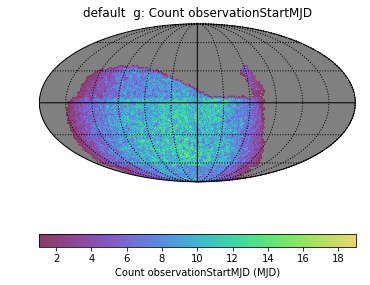 default  g: Count observationStartMJD
2 4 6 8 10 12 14 16 18
Count observationStartMJD (MJD)